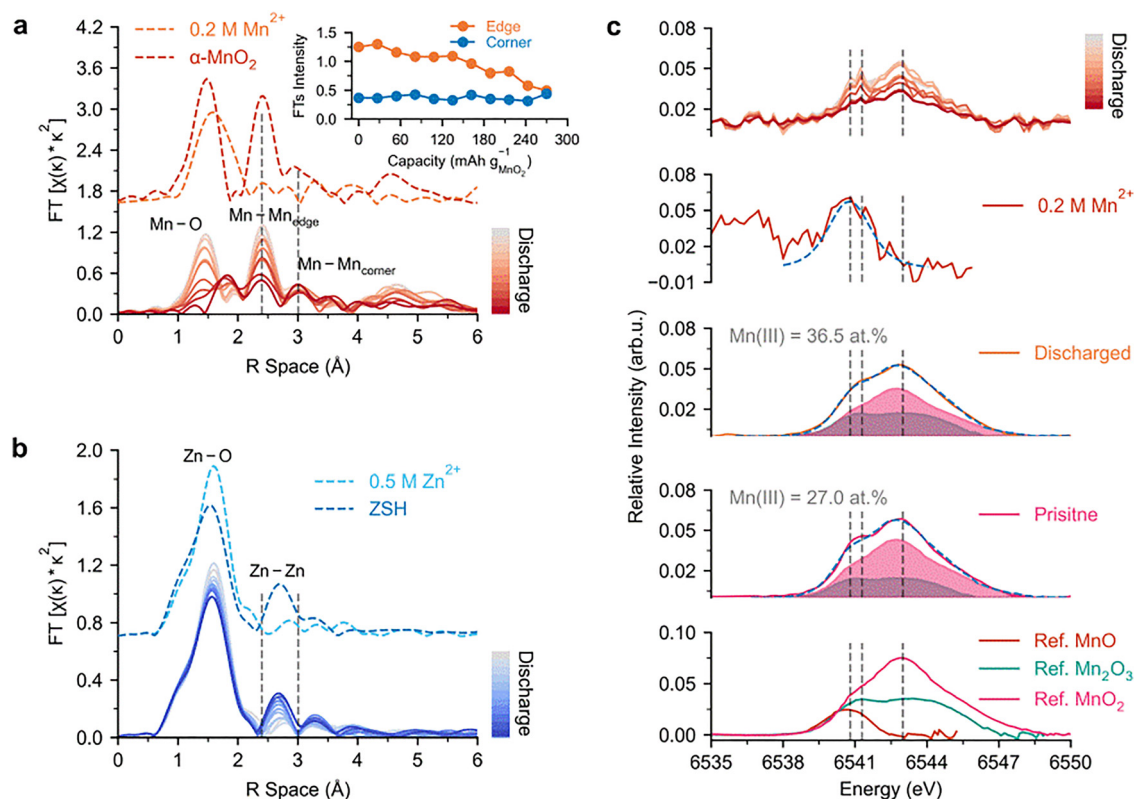 a
0.2 M Mn²⁺
α-MnO₂
Edge
Corner
FTs Intensity
1.5
1.0
0.5
0.0
0 60 120 180 240 300
Capacity (mAh g⁻¹MnO₂)
FT [χ(κ)* κ²]
4.2
3.6
3.0
2.4
1.8
1.2
0.6
0.0
Mn–O
Mn–Mnedge
Mn–Mncorner
Discharge
0 1 2 3 4 5 6
R Space (Å)
b
Zn–O
0.5 M Zn²⁺
ZSH
Zn–Zn
FT [χ(κ)* κ²]
2.0
1.6
1.2
0.8
0.4
0.0
Discharge
0 1 2 3 4 5 6
R Space (Å)
c
Relative Intensity (arb.u.)
0.08
0.05
0.02
Discharge
0.08
0.05
0.02
−0.01
0.2 M Mn²⁺
0.08
0.05
0.02
Mn(III) = 36.5 at.%
Discharged
0.08
0.05
0.02
Mn(III) = 27.0 at.%
Prisitne
0.10
0.05
0.00
Ref. MnO
Ref. Mn₂O₃
Ref. MnO₂
6535 6538 6541 6544 6547 6550
Energy (eV)